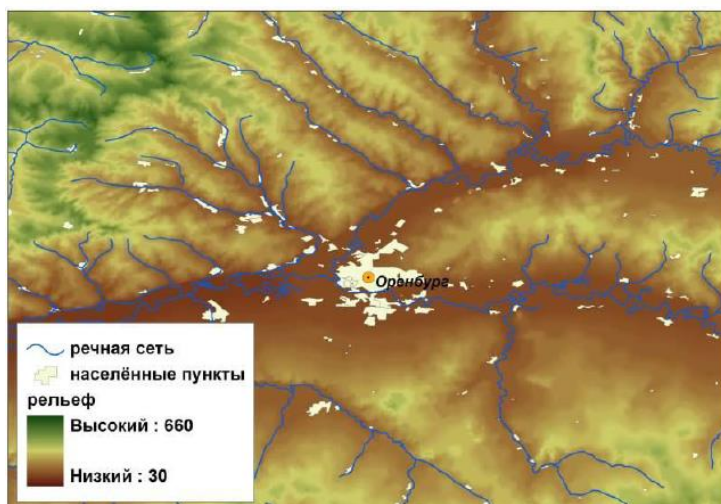 Оренбург
речная сеть
населённые пункты
рельеф
Высокий : 660
Низкий : 30